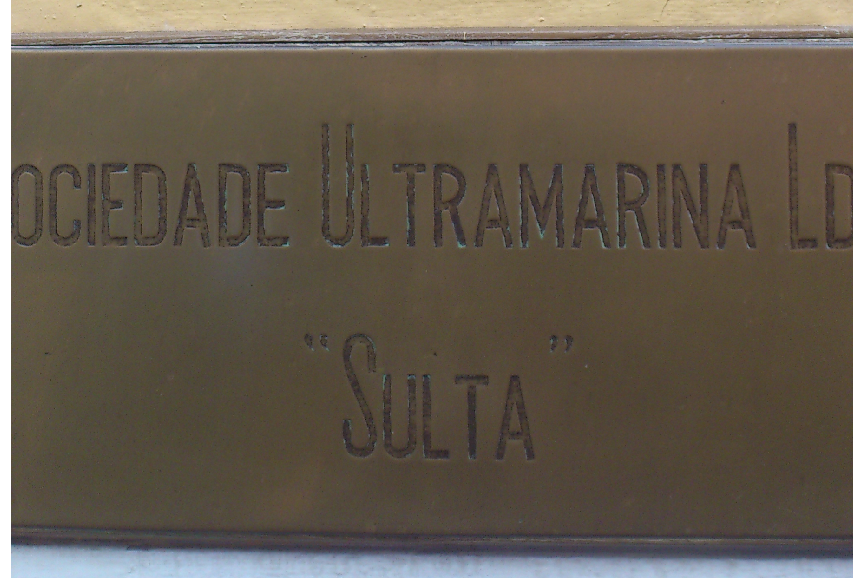 OCIEDADE ULTRAMARINA LD
"SULTA"